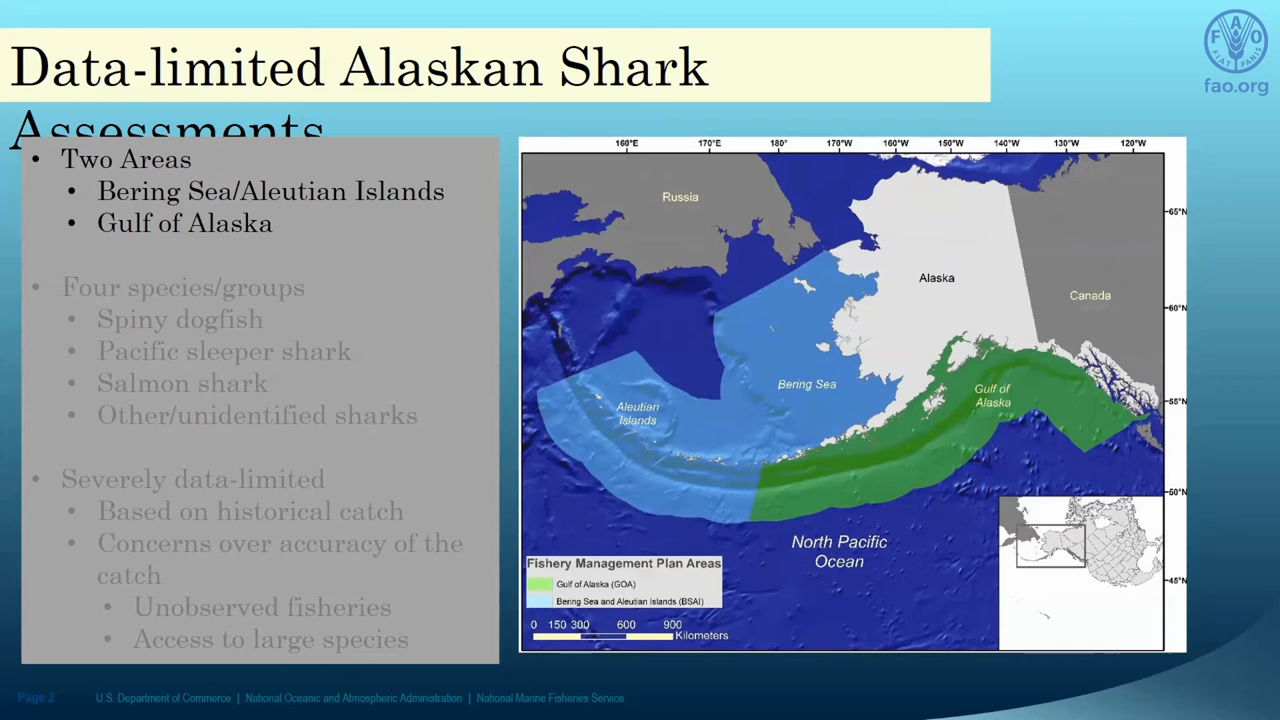 Data-limited Alaskan Shark
Assessments
FAO
FIAT PANIS
fao.org
• Two Areas
• Bering Sea/Aleutian Islands
• Gulf of Alaska
• Four species/groups
• Spiny dogfish
• Pacific sleeper shark
• Salmon shark
• Other/unidentified sharks
• Severely data-limited
• Based on historical catch
• Concerns over accuracy of the
catch
• Unobserved fisheries
• Access to large species
160°E 170°E 180° 170°W 160°W 150°W 140°W 130°W 120°W
65°N
60°N
55°N
50°N
45°N
Russia
Alaska
Canada
Bering Sea
Aleutian
Islands
Gulf of
Alaska
North Pacific
Ocean
Fishery Management Plan Areas
Gulf of Alaska (GOA)
Bering Sea and Aleutian Islands (BSAI)
0 150 300 600 900
Kilometers
Page 2
U.S. Department of Commerce | National Oceanic and Atmospheric Administration | National Marine Fisheries Service